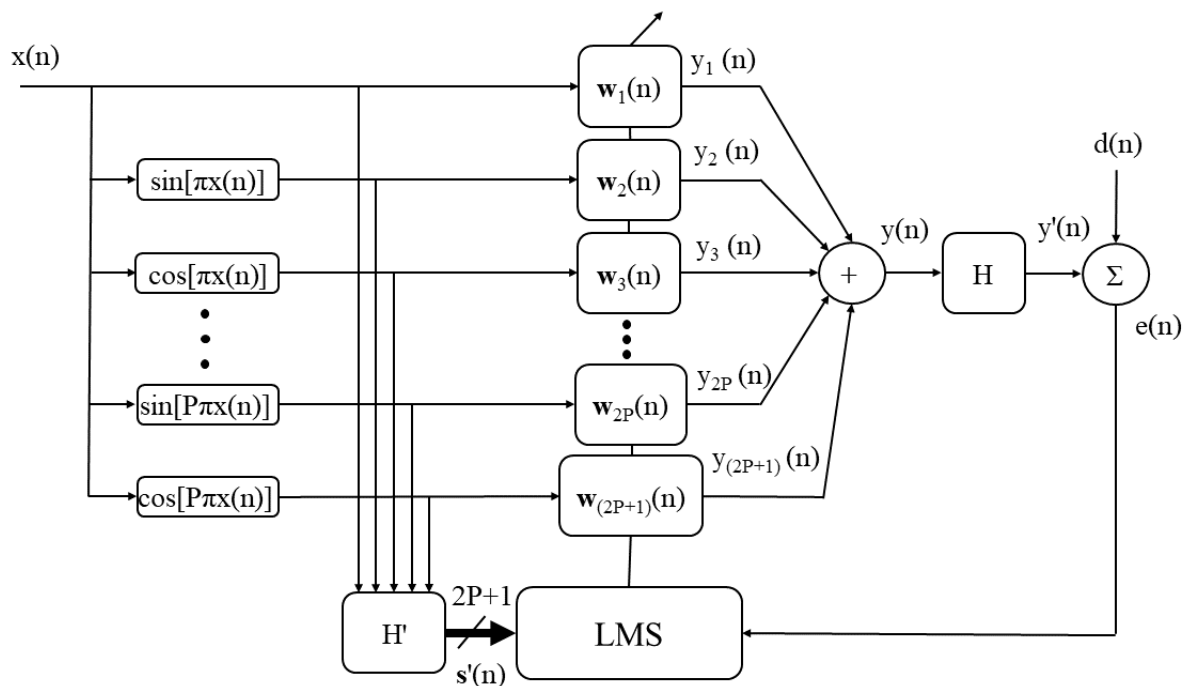 x(n)
w₁(n)
y₁ (n)
sin[πx(n)]
w₂(n)
y₂ (n)
d(n)
cos[πx(n)]
w₃(n)
y₃ (n)
+
y(n)
H
y'(n)
Σ
e(n)
sin[Pπx(n)]
w₂P(n)
y₂P (n)
cos[Pπx(n)]
w(2P+1)(n)
y(2P+1) (n)
H'
2P+1
s'(n)
LMS